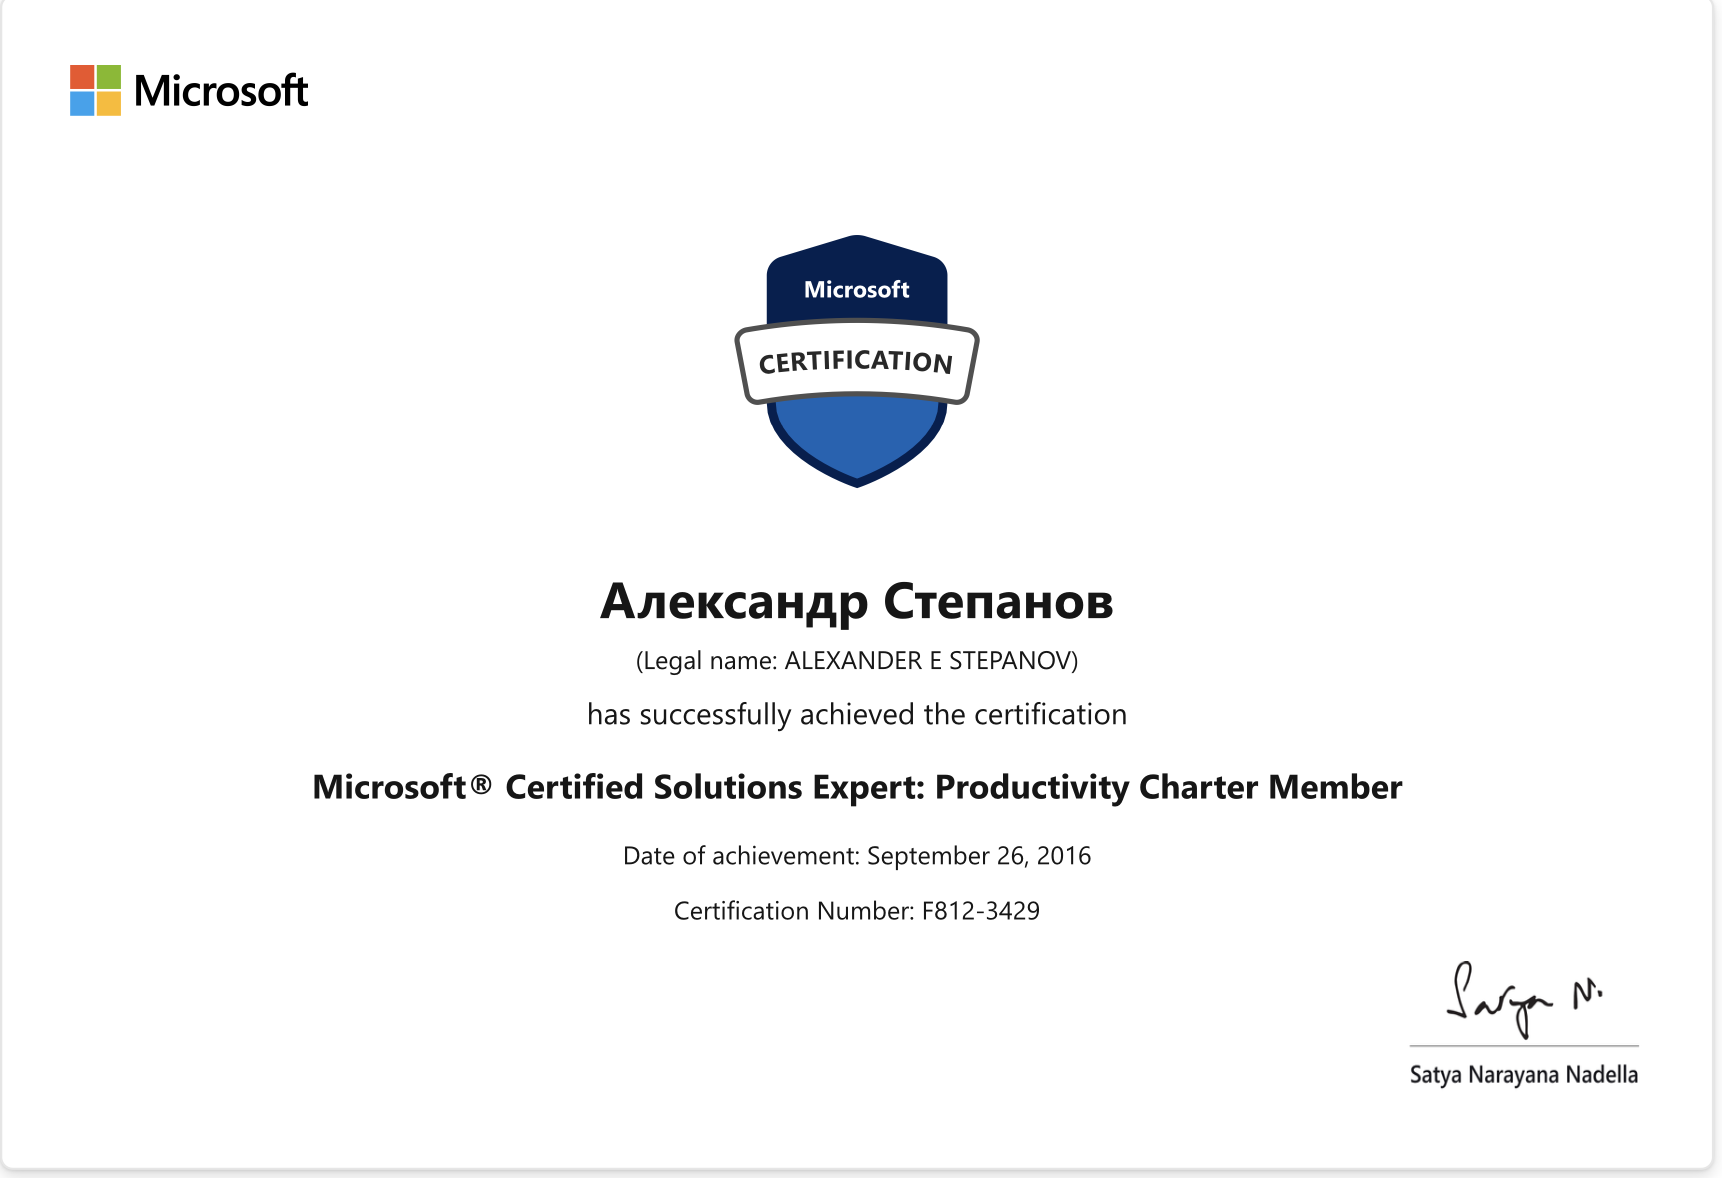 Microsoft
Microsoft
CERTIFICATION
Александр Степанов
(Legal name: ALEXANDER E STEPANOV)
has successfully achieved the certification
Microsoft® Certified Solutions Expert: Productivity Charter Member
Date of achievement: September 26, 2016
Certification Number: F812-3429
Satya N.
Satya Narayana Nadella